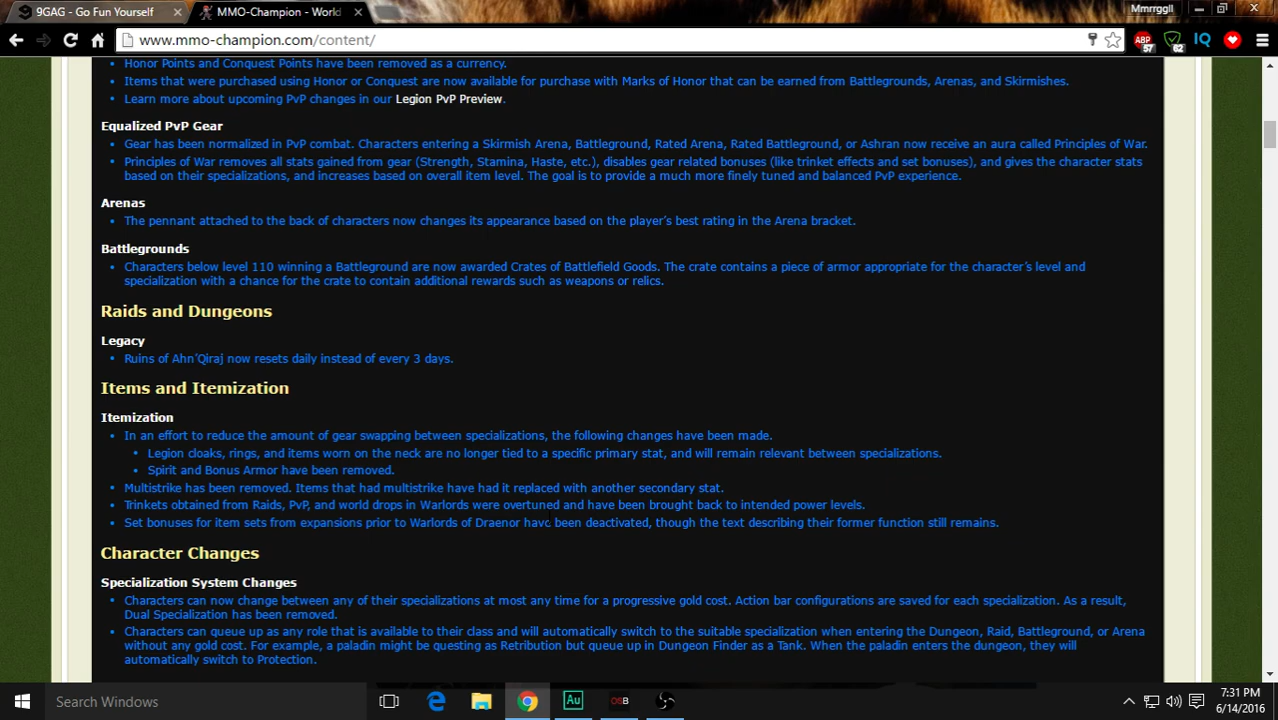 9GAG - Go Fun Yourself
MMO-Champion - World
Mmrrggll
www.mmo-champion.com/content/
ABP
57
62
IQ
Honor Points and Conquest Points have been removed as a currency.
Items that were purchased using Honor or Conquest are now available for purchase with Marks of Honor that can be earned from Battlegrounds, Arenas, and Skirmishes.
Learn more about upcoming PvP changes in our Legion PvP Preview.
Equalized PvP Gear
Gear has been normalized in PvP combat. Characters entering a Skirmish Arena, Battleground, Rated Arena, Rated Battleground, or Ashran now receive an aura called Principles of War.
Principles of War removes all stats gained from gear (Strength, Stamina, Haste, etc.), disables gear related bonuses (like trinket effects and set bonuses), and gives the character stats
based on their specializations, and increases based on overall item level. The goal is to provide a much more finely tuned and balanced PvP experience.
Arenas
The pennant attached to the back of characters now changes its appearance based on the player's best rating in the Arena bracket.
Battlegrounds
Characters below level 110 winning a Battleground are now awarded Crates of Battlefield Goods. The crate contains a piece of armor appropriate for the character's level and
specialization with a chance for the crate to contain additional rewards such as weapons or relics.
Raids and Dungeons
Legacy
Ruins of Ahn'Qiraj now resets daily instead of every 3 days.
Items and Itemization
Itemization
In an effort to reduce the amount of gear swapping between specializations, the following changes have been made.
Legion cloaks, rings, and items worn on the neck are no longer tied to a specific primary stat, and will remain relevant between specializations.
Spirit and Bonus Armor have been removed.
Multistrike has been removed. Items that had multistrike have had it replaced with another secondary stat.
Trinkets obtained from Raids, PvP, and world drops in Warlords were overtuned and have been brought back to intended power levels.
Set bonuses for item sets from expansions prior to Warlords of Draenor have been deactivated, though the text describing their former function still remains.
Character Changes
Specialization System Changes
Characters can now change between any of their specializations at most any time for a progressive gold cost. Action bar configurations are saved for each specialization. As a result,
Dual Specialization has been removed.
Characters can queue up as any role that is available to their class and will automatically switch to the suitable specialization when entering the Dungeon, Raid, Battleground, or Arena
without any gold cost. For example, a paladin might be questing as Retribution but queue up in Dungeon Finder as a Tank. When the paladin enters the dungeon, they will
automatically switch to Protection.
Search Windows
Au
OSB
7:31 PM
6/14/2016